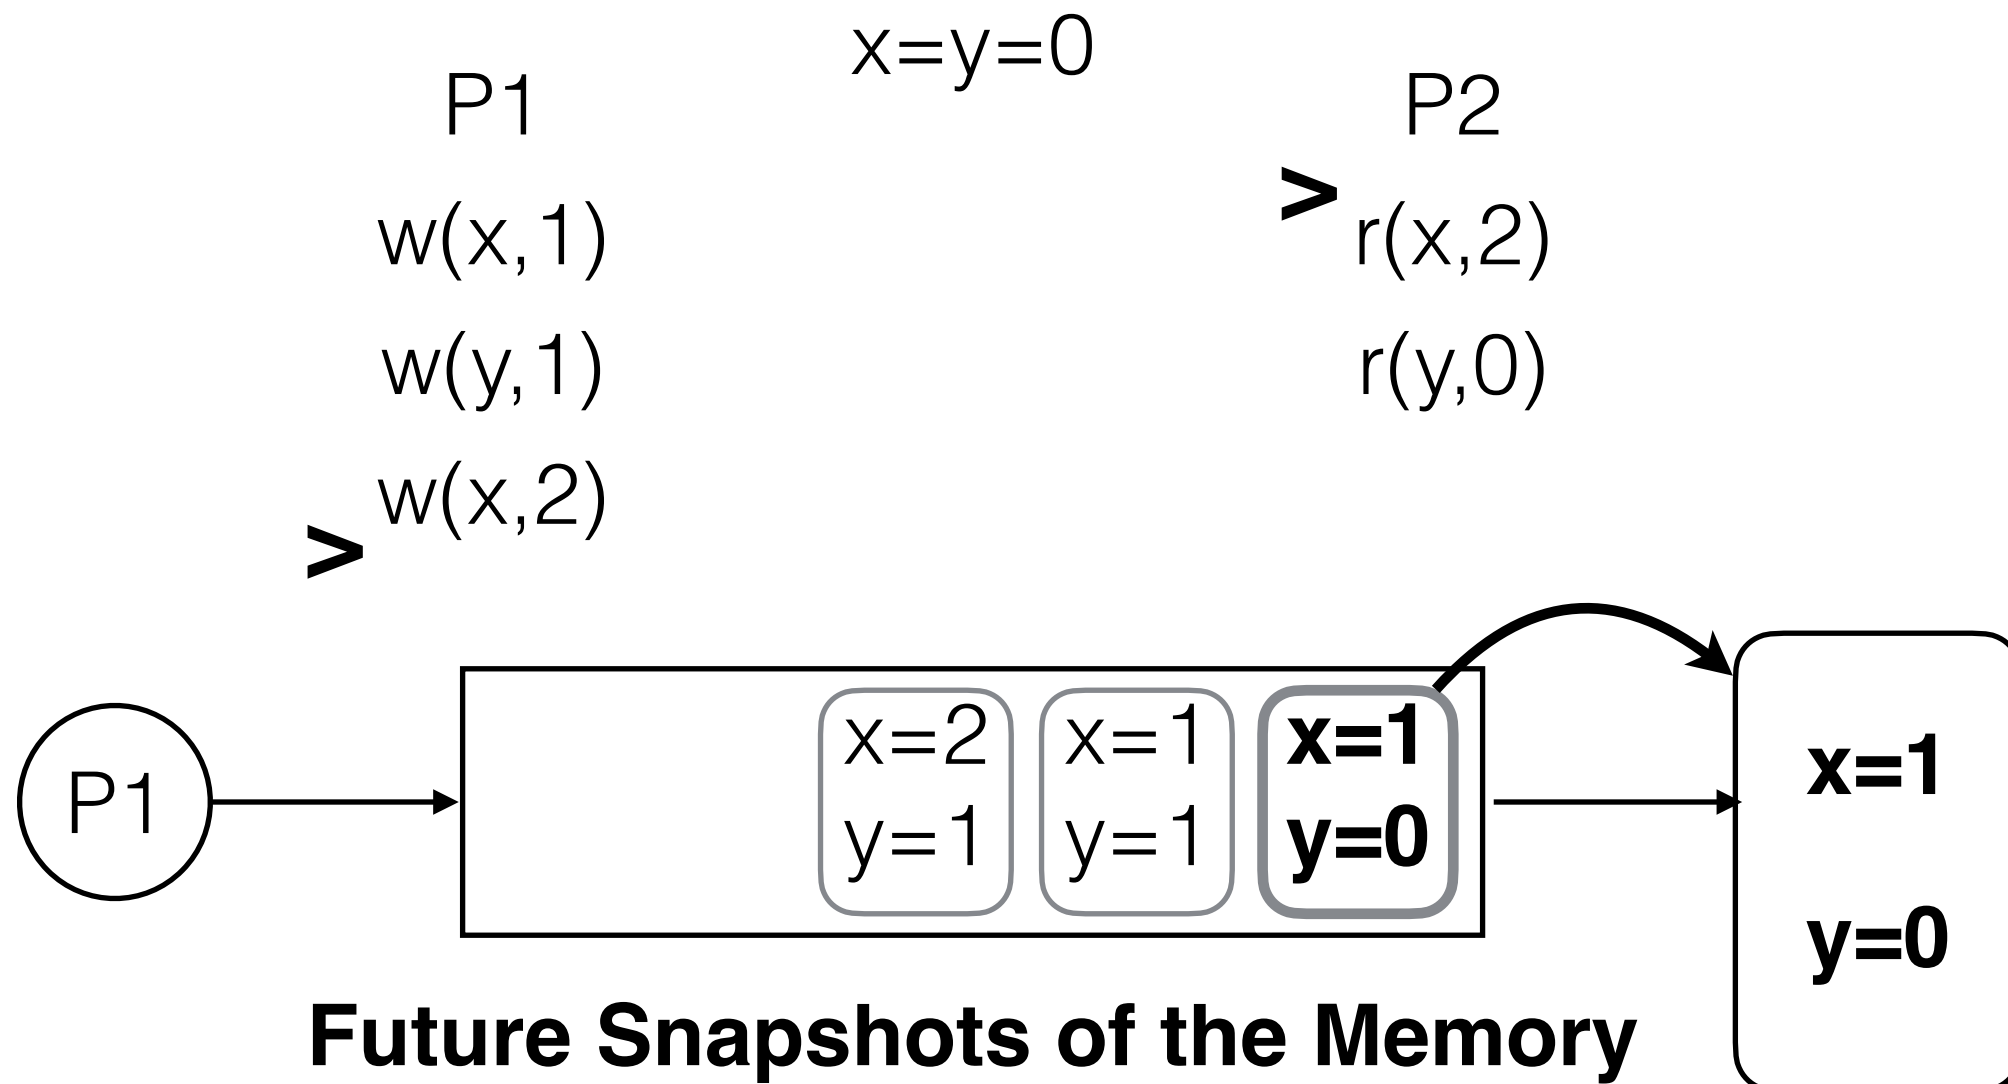 x=y=0
P1
P2
>
w(x,1)
r(x,2)
w(y,1)
r(y,0)
w(x,2)
>
P1
x=2
y=1
x=1
y=1
x=1
y=0
x=1
y=0
Future Snapshots of the Memory